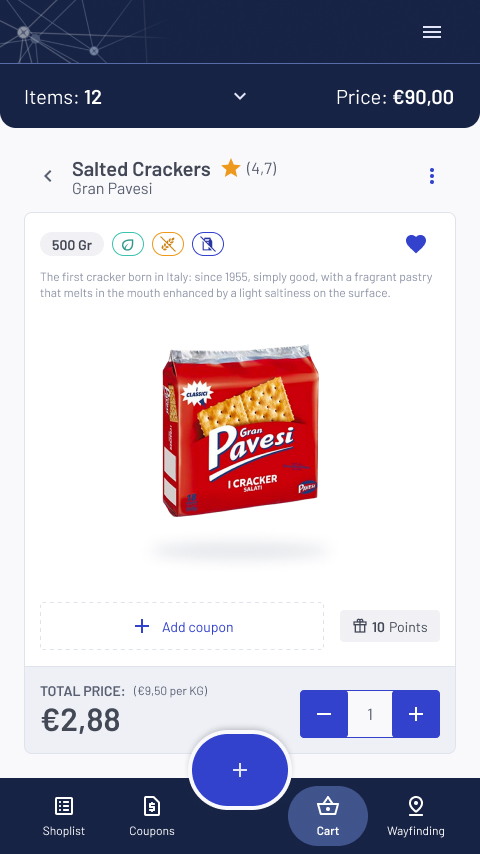 Items: 12
Price: €90,00
Salted Crackers (4,7)
Gran Pavesi
500 Gr
The first cracker born in Italy: since 1955, simply good, with a fragrant pastry
that melts in the mouth enhanced by a light saltiness on the surface.
I CLASSICI
Gran
Pavesi
I CRACKER
SALATI
Pavesi
Add coupon
10 Points
TOTAL PRICE: (€9,50 per KG)
€2,88
1
Shoplist
Coupons
Cart
Wayfinding